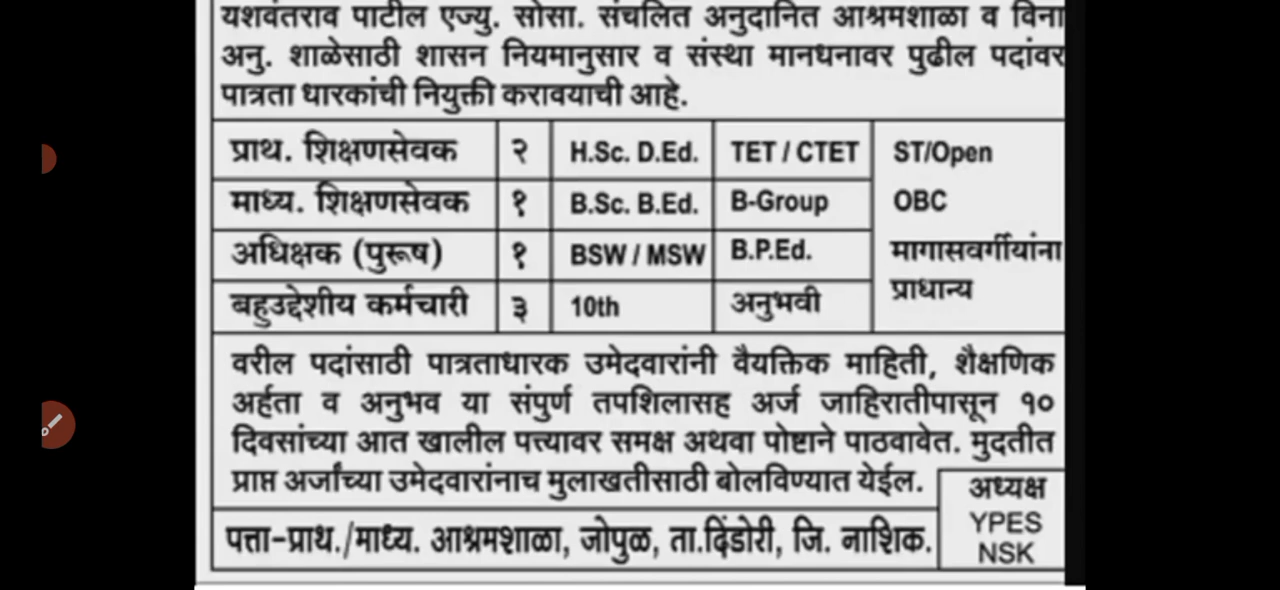 यशवंतराव पाटील एज्यु. सोसा. संचलित अनुदानित आश्रमशाळा व विना
अनु. शाळेसाठी शासन नियमानुसार व संस्था मानधनावर पुढील पदांवर
पात्रता धारकांची नियुक्ती करावयाची आहे.
प्राथ. शिक्षणसेवक २ H.Sc. D.Ed. TET / CTET ST/Open
माध्य. शिक्षणसेवक १ B.Sc. B.Ed. B-Group OBC
अधिक्षक (पुरूष) १ BSW / MSW B.P.Ed. मागासवर्गीयांना
प्राधान्य
बहुउद्देशीय कर्मचारी ३ 10th अनुभवी
वरील पदांसाठी पात्रताधारक उमेदवारांनी वैयक्तिक माहिती, शैक्षणिक
अर्हता व अनुभव या संपुर्ण तपशिलासह अर्ज जाहिरातीपासून १०
दिवसांच्या आत खालील पत्त्यावर समक्ष अथवा पोष्टाने पाठवावेत. मुदतीत
प्राप्त अर्जांच्या उमेदवारांनाच मुलाखतीसाठी बोलविण्यात येईल.
पत्ता-प्राथ./माध्य. आश्रमशाळा, जोपुळ, ता.दिंडोरी, जि. नाशिक.
अध्यक्ष
YPES
NSK